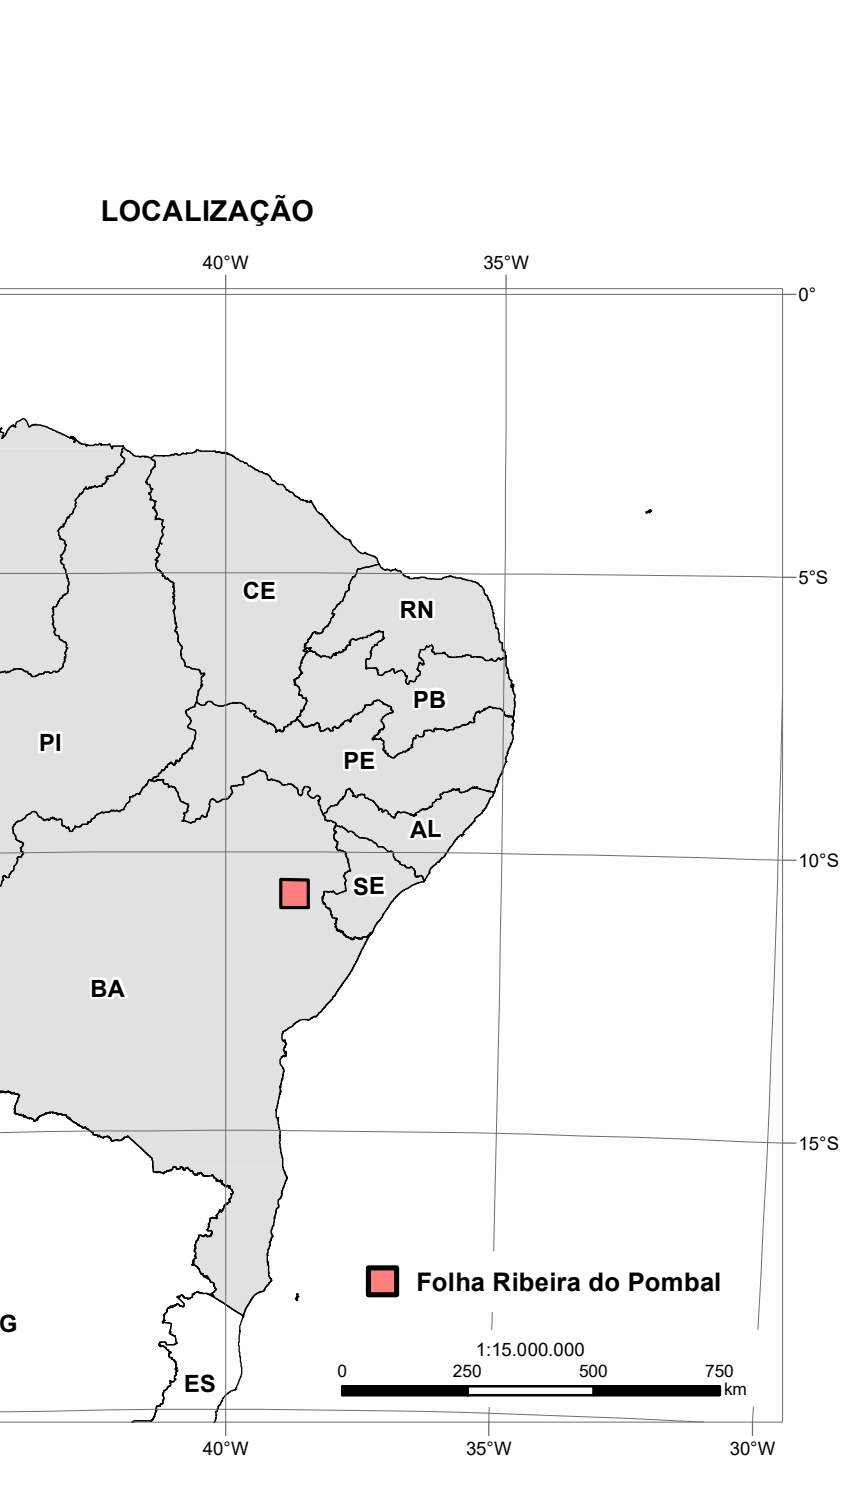 LOCALIZAÇÃO
40°W 35°W
0°
CE
5°S
RN
PB
PI
PE
AL
10°S
SE
BA
15°S
Folha Ribeira do Pombal
G
1:15.000.000
0 250 500 750
km
ES
40°W 35°W 30°W